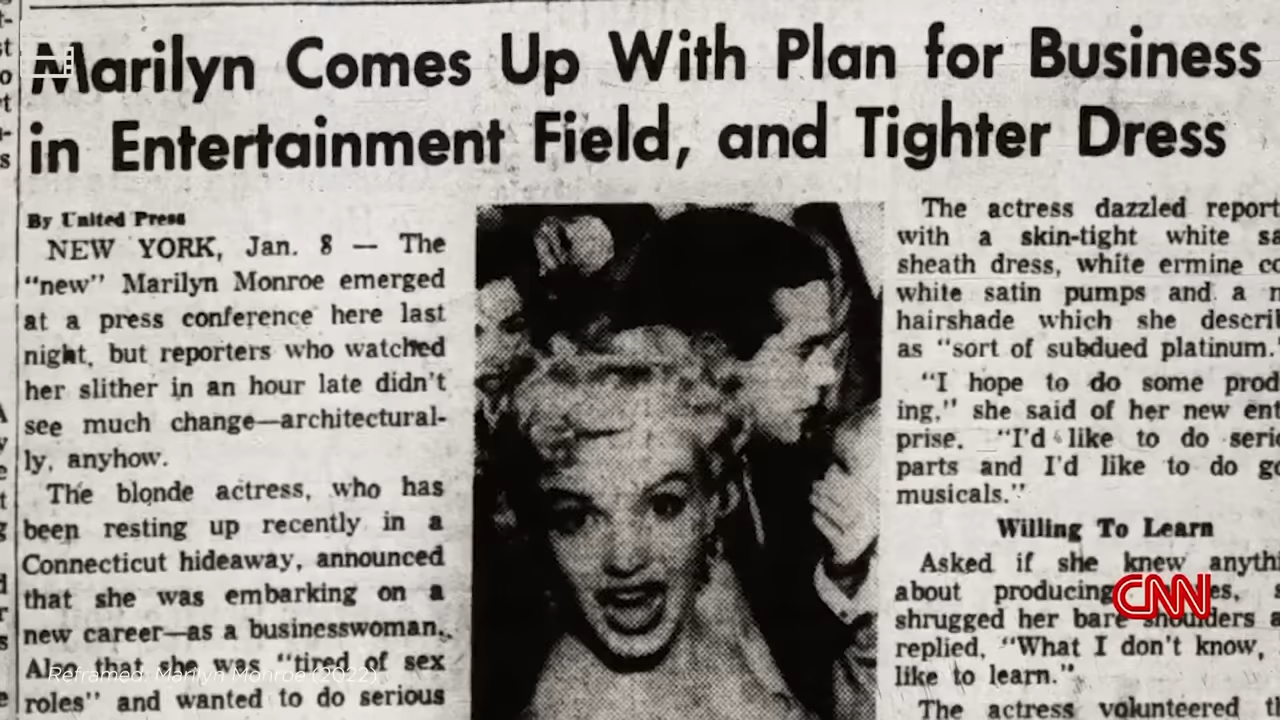 Marilyn Comes Up With Plan for Business
in Entertainment Field, and Tighter Dress
By United Press
NEW YORK, Jan. 8 — The
“new” Marilyn Monroe emerged
at a press conference here last
night, but reporters who watched
her slither in an hour late didn't
see much change—architectural-
ly, anyhow.
The blonde actress, who has
been resting up recently in a
Connecticut hideaway, announced
that she was embarking on a
new career—as a businesswoman.
Also that she was “tired of sex
roles” and wanted to do serious
The actress dazzled report
with a skin-tight white sa
sheath dress, white ermine co
white satin pumps and a n
hairshade which she descri
as “sort of subdued platinum.”
“I hope to do some prod
ing,” she said of her new ent
prise. “I'd like to do serio
parts and I'd like to do go
musicals.”
Willing To Learn
Asked if she knew anythi
about producing es, s
shrugged her bare shoulders a
replied, “What I don't know,
like to learn.”
The actress volunteered th
CNN
Reframed: Marilyn Monroe (2022)